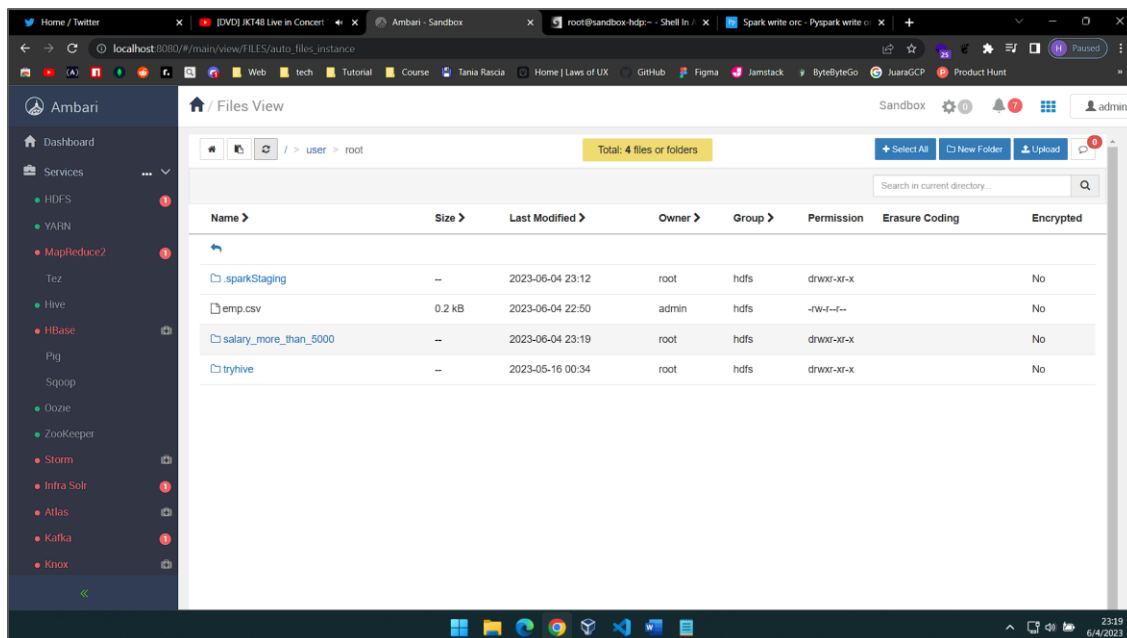 Home / Twitter
[DVD] JKT48 Live in Concert
Ambari - Sandbox
root@sandbox-hdp:~ - Shell In
Spark write orc - Pyspark write o
localhost:8080/#/main/view/FILES/auto_files_instance
25
H Paused
Web tech Tutorial Course Tania Rascia Home | Laws of UX GitHub Figma Jamstack ByteByteGo JuaraGCP Product Hunt
Ambari
/ Files View
Sandbox 0 7 admin
Dashboard
/ > user > root
Total: 4 files or folders
Select All New Folder Upload 0
Services ...
Search in current directory...
HDFS 1
Name Size Last Modified Owner Group Permission Erasure Coding Encrypted
YARN
MapReduce2 1
Tez
.sparkStaging -- 2023-06-04 23:12 root hdfs drwxr-xr-x No
Hive
emp.csv 0.2 kB 2023-06-04 22:50 admin hdfs -rw-r--r-- No
HBase
salary_more_than_5000 -- 2023-06-04 23:19 root hdfs drwxr-xr-x No
Pig
tryhive -- 2023-05-16 00:34 root hdfs drwxr-xr-x No
Sqoop
Oozie
ZooKeeper
Storm
Infra Solr 1
Atlas
Kafka 1
Knox
23:19
6/4/2023